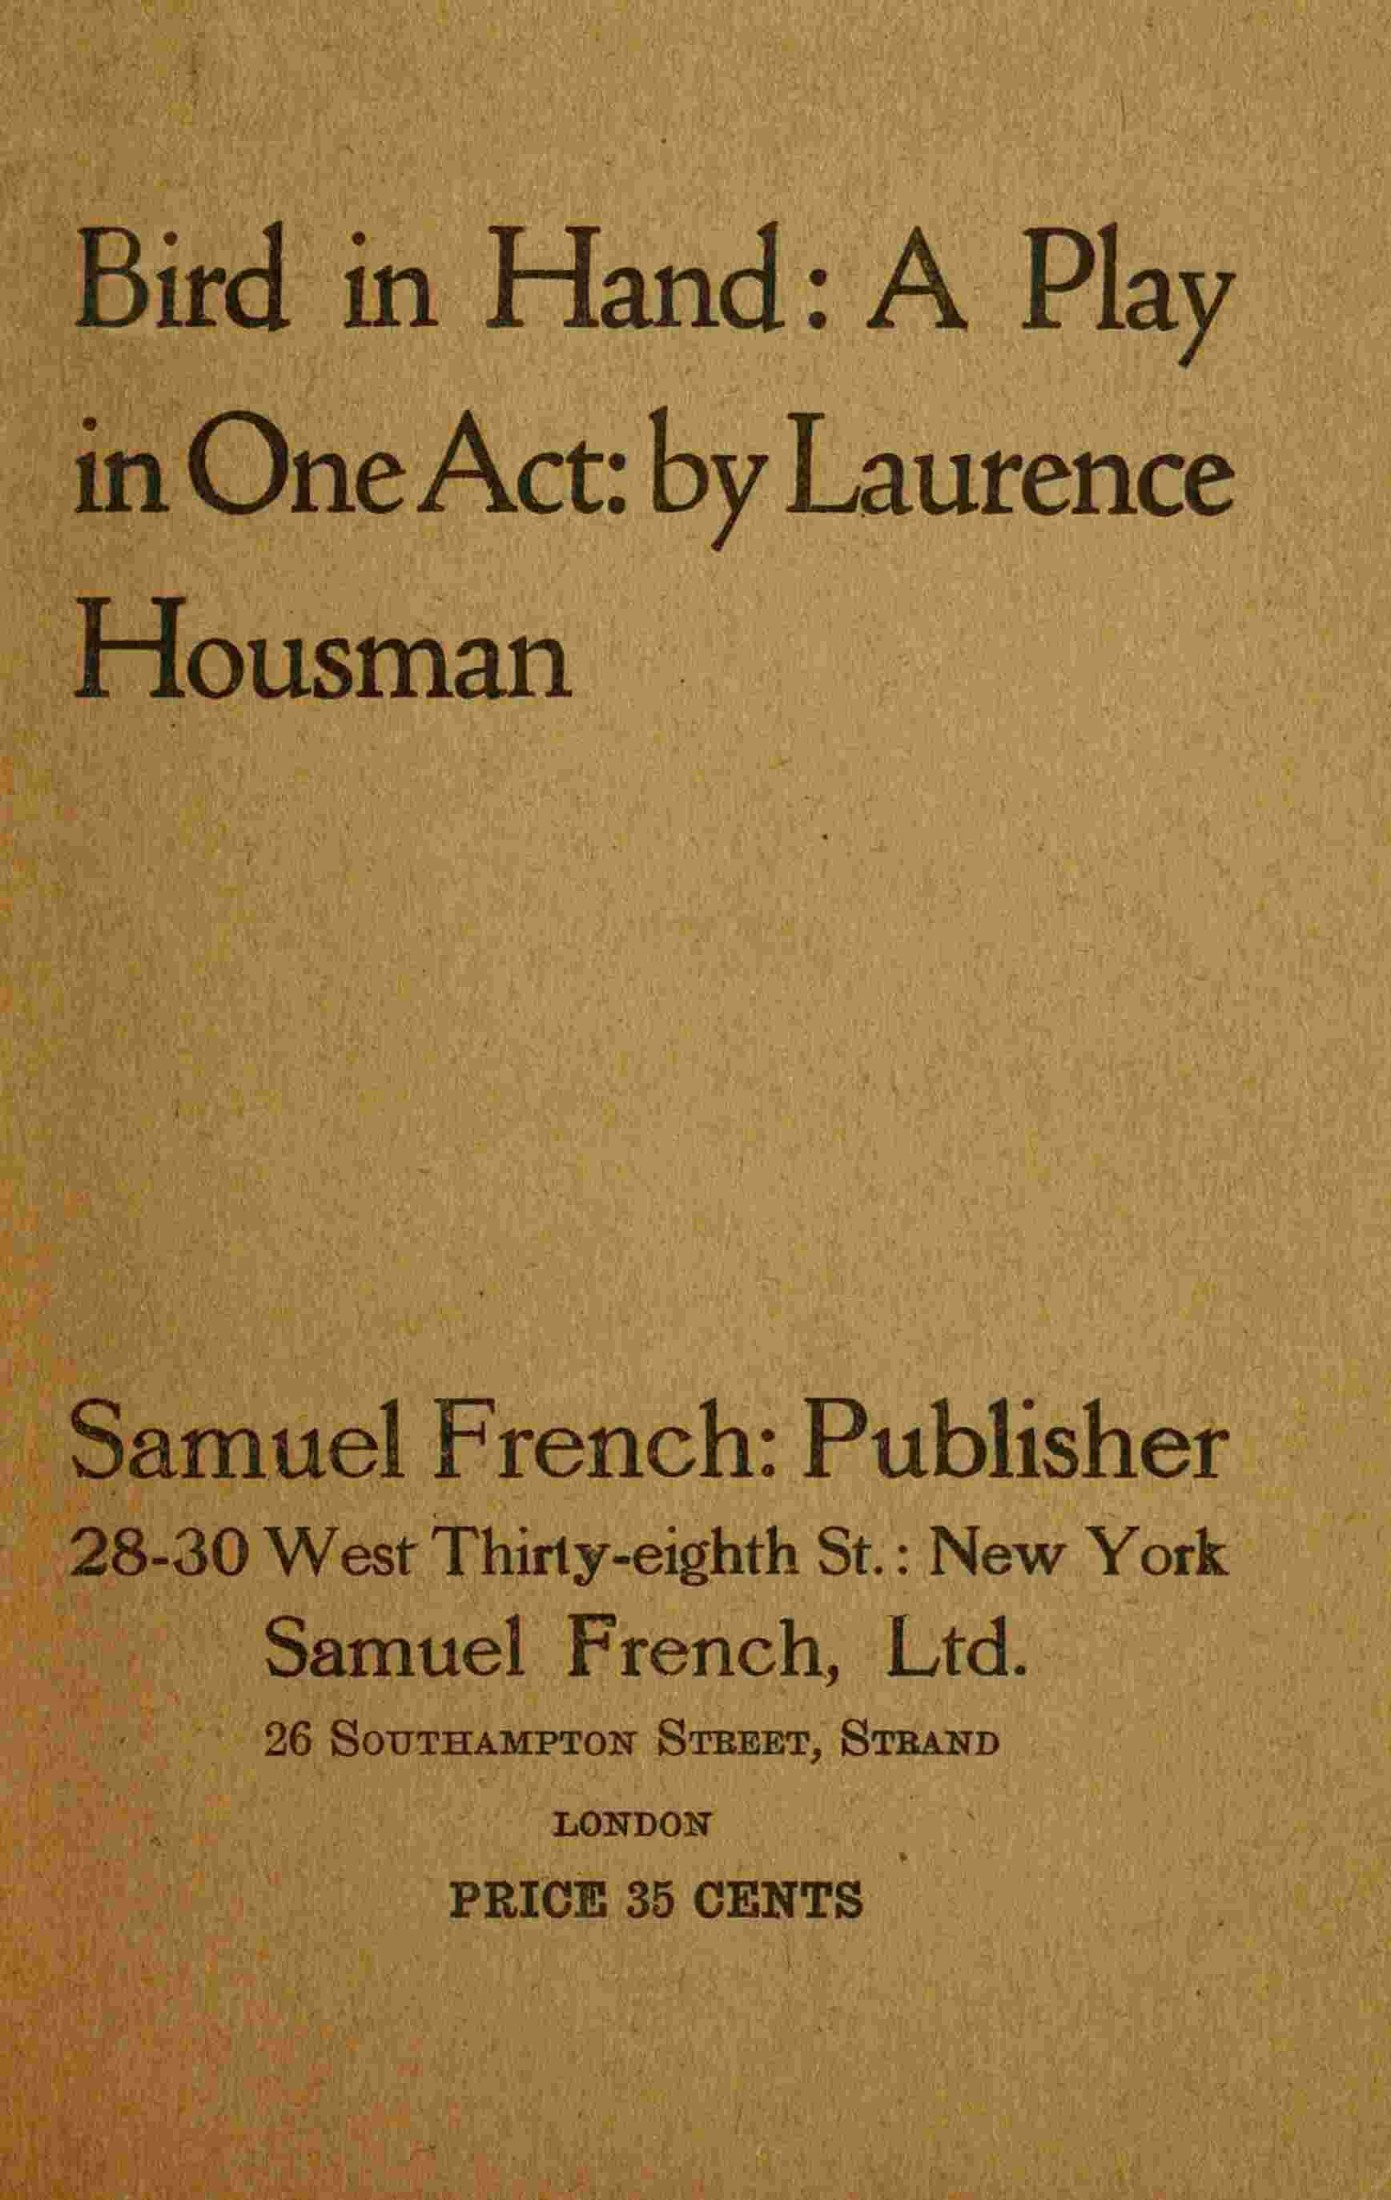 Bird in Hand: A Play
in One Act: by Laurence
Housman
Samuel French: Publisher
28-30 West Thirty-eighth St.: New York
Samuel French, Ltd.
26 Southampton Street, Strand
LONDON
PRICE 35 CENTS